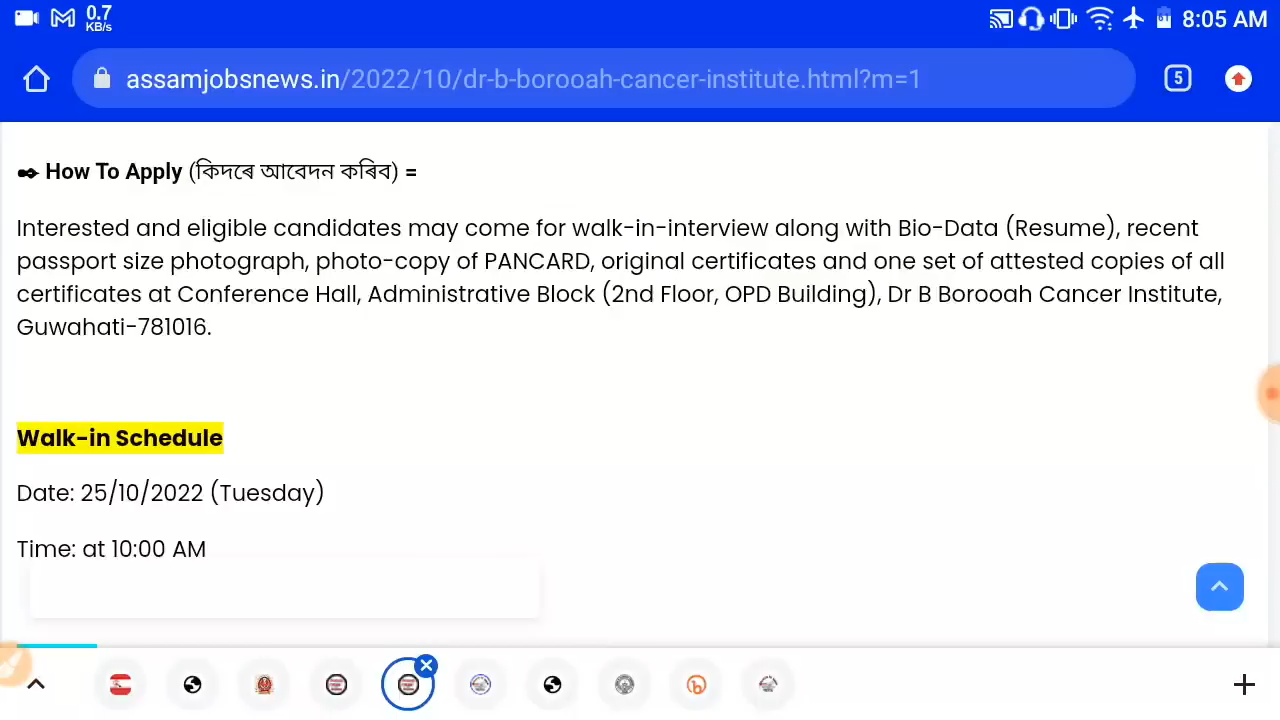 0.7
KB/s
61
8:05 AM
assamjobsnews.in/2022/10/dr-b-borooah-cancer-institute.html?m=1
5
✒ How To Apply (কিদৰে আবেদন কৰিব) =
Interested and eligible candidates may come for walk-in-interview along with Bio-Data (Resume), recent
passport size photograph, photo-copy of PANCARD, original certificates and one set of attested copies of all
certificates at Conference Hall, Administrative Block (2nd Floor, OPD Building), Dr B Borooah Cancer Institute,
Guwahati-781016.
Walk-in Schedule
Date: 25/10/2022 (Tuesday)
Time: at 10:00 AM